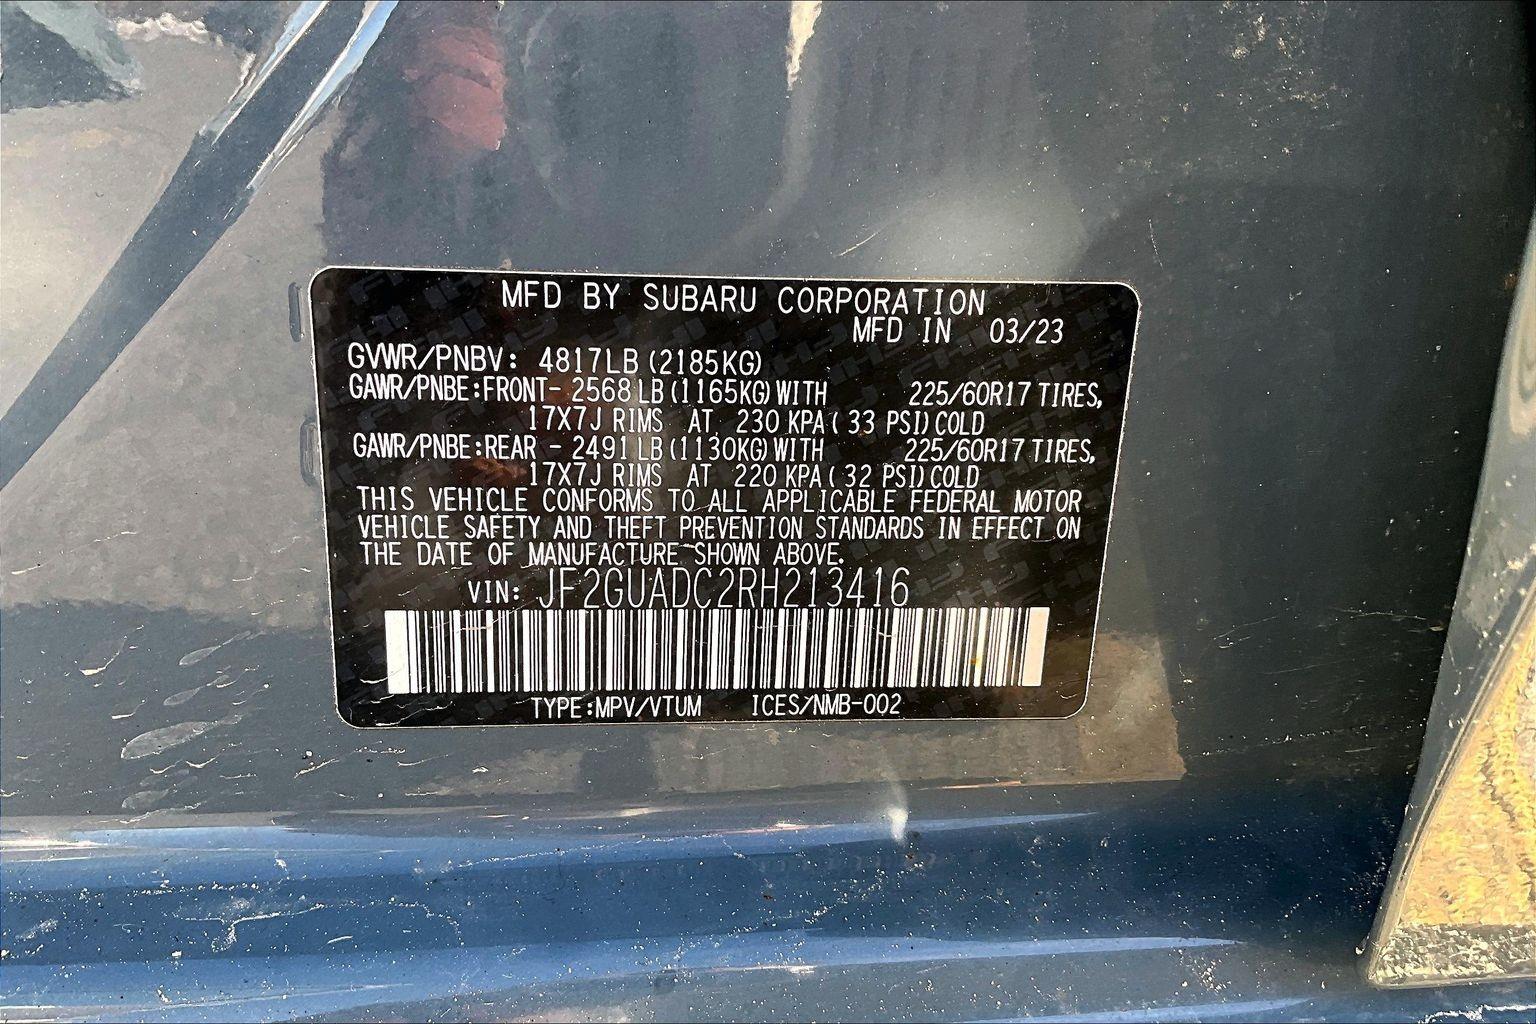 MFD BY SUBARU CORPORATION
MFD IN 03/23
GVWR/PNBV: 4817LB (2185KG)
GAWR/PNBE:FRONT- 2568 LB (1165KG) WITH 225/60R17 TIRES,
17X7J RIMS AT 230 KPA ( 33 PSI) COLD
GAWR/PNBE:REAR - 2491 LB (1130KG) WITH 225/60R17 TIRES,
17X7J RIMS AT 220 KPA ( 32 PSI) COLD
THIS VEHICLE CONFORMS TO ALL APPLICABLE FEDERAL MOTOR
VEHICLE SAFETY AND THEFT PREVENTION STANDARDS IN EFFECT ON
THE DATE OF MANUFACTURE SHOWN ABOVE.
VIN: JF2GUADC2RH213416
TYPE:MPV/VTUM ICES/NMB-002